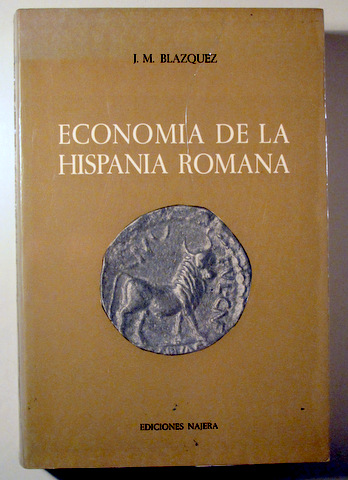 J. M. BLAZQUEZ
ECONOMIA DE LA
HISPANIA ROMANA
EDICIONES NAJERA